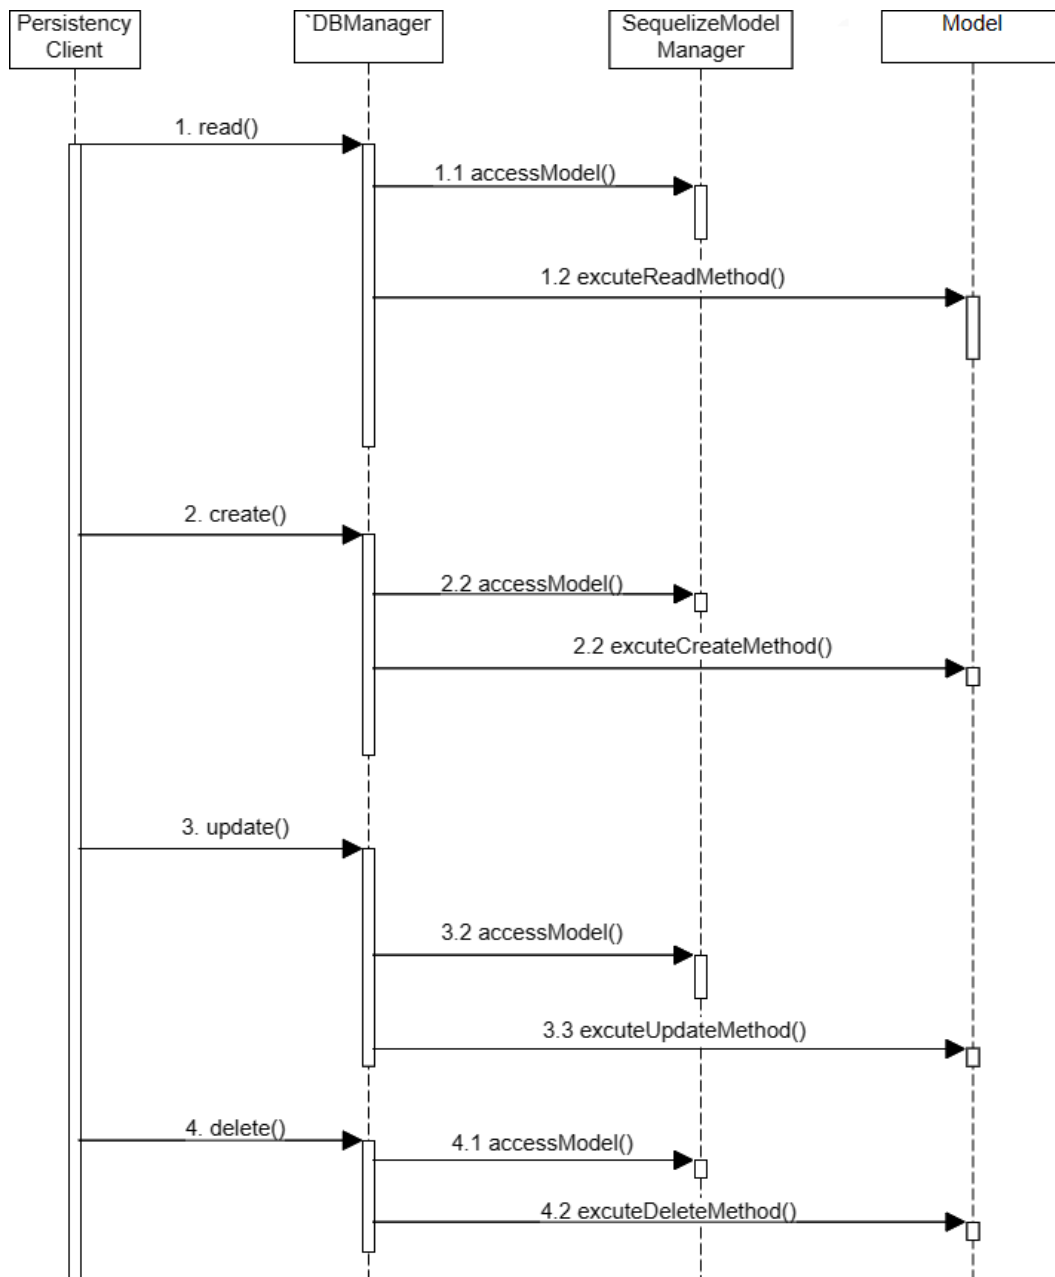 Persistency
Client
`DBManager
SequelizeModel
Manager
Model
1. read()
1.1 accessModel()
1.2 excuteReadMethod()
2. create()
2.2 accessModel()
2.2 excuteCreateMethod()
3. update()
3.2 accessModel()
3.3 excuteUpdateMethod()
4. delete()
4.1 accessModel()
4.2 excuteDeleteMethod()